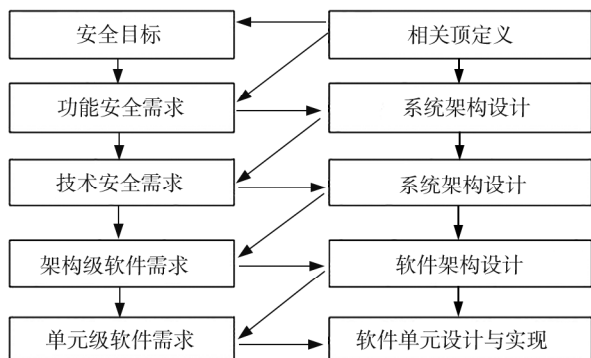 安全目标
相关顶定义
功能安全需求
系统架构设计
技术安全需求
系统架构设计
架构级软件需求
软件架构设计
单元级软件需求
软件单元设计与实现